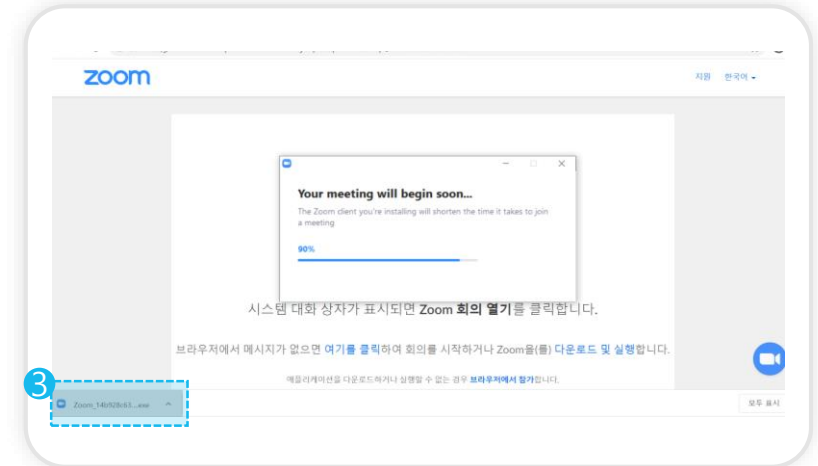 zoom
지원 한국어
Your meeting will begin soon...
The Zoom client you're installing will shorten the time it takes to join
a meeting
90%
시스템 대화 상자가 표시되면 Zoom 회의 열기를 클릭합니다.
브라우저에서 메시지가 없으면 여기를 클릭하여 회의를 시작하거나 Zoom을(를) 다운로드 및 실행합니다.
애플리케이션을 다운로드하거나 실행할 수 없는 경우 브라우저에서 참가합니다.
3
모두 표시